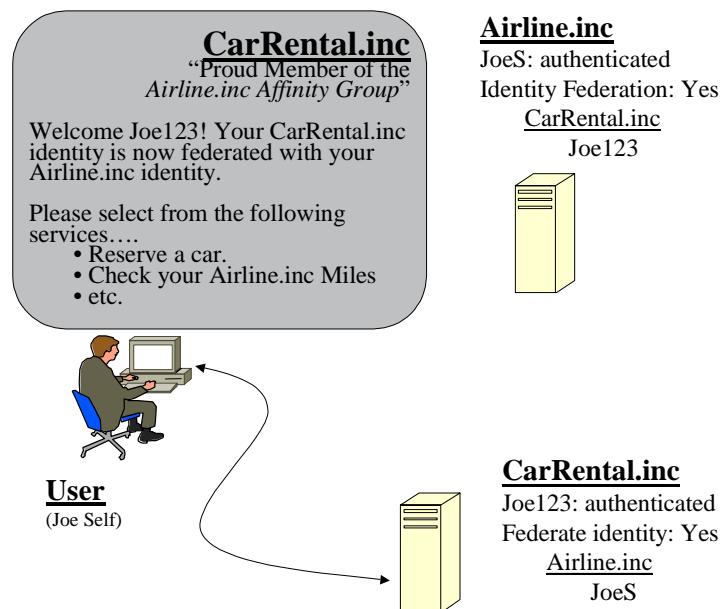 CarRental.inc
“Proud Member of the
Airline.inc Affinity Group”
Welcome Joe123! Your CarRental.inc
identity is now federated with your
Airline.inc identity.
Please select from the following
services….
• Reserve a car.
• Check your Airline.inc Miles
• etc.
Airline.inc
JoeS: authenticated
Identity Federation: Yes
CarRental.inc
Joe123
User
(Joe Self)
CarRental.inc
Joe123: authenticated
Federate identity: Yes
Airline.inc
JoeS